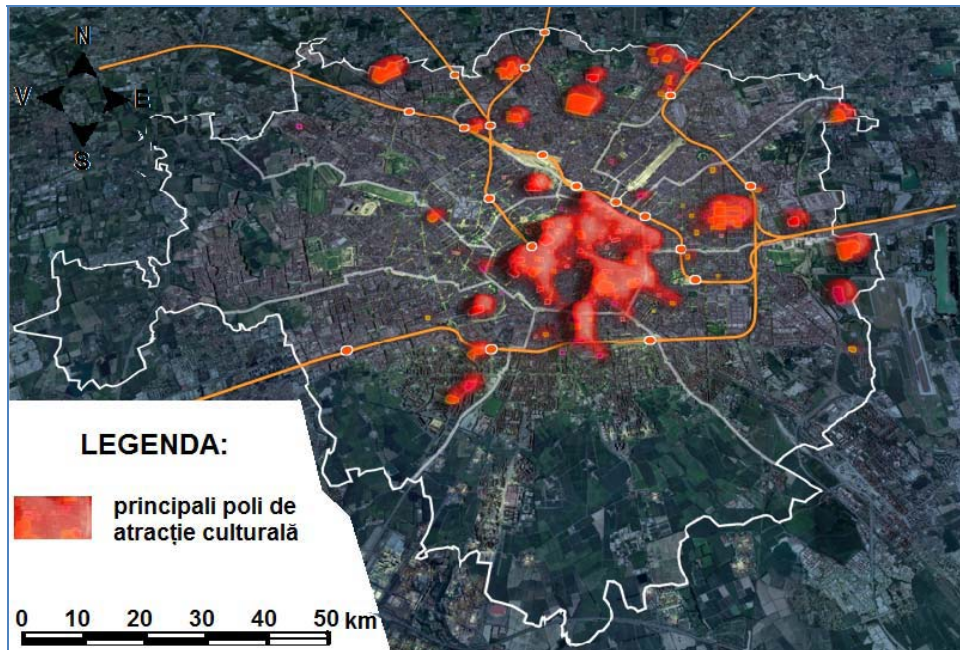 N
V E
S
LEGENDA:
principali poli de
atracție culturală
0 10 20 30 40 50 km